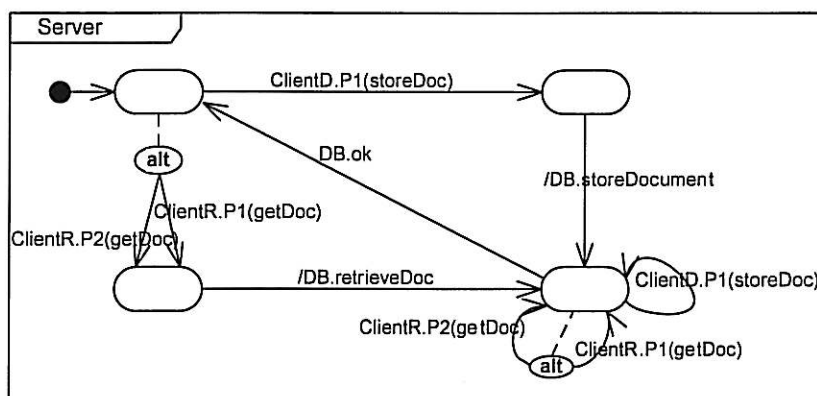 Server
ClientD.P1(storeDoc)
DB.ok
alt
/DB.storeDocument
ClientR.P1(getDoc)
ClientR.P2(getDoc)
/DB.retrieveDoc
ClientD.P1(storeDoc)
ClientR.P2(getDoc)
ClientR.P1(getDoc)
alt